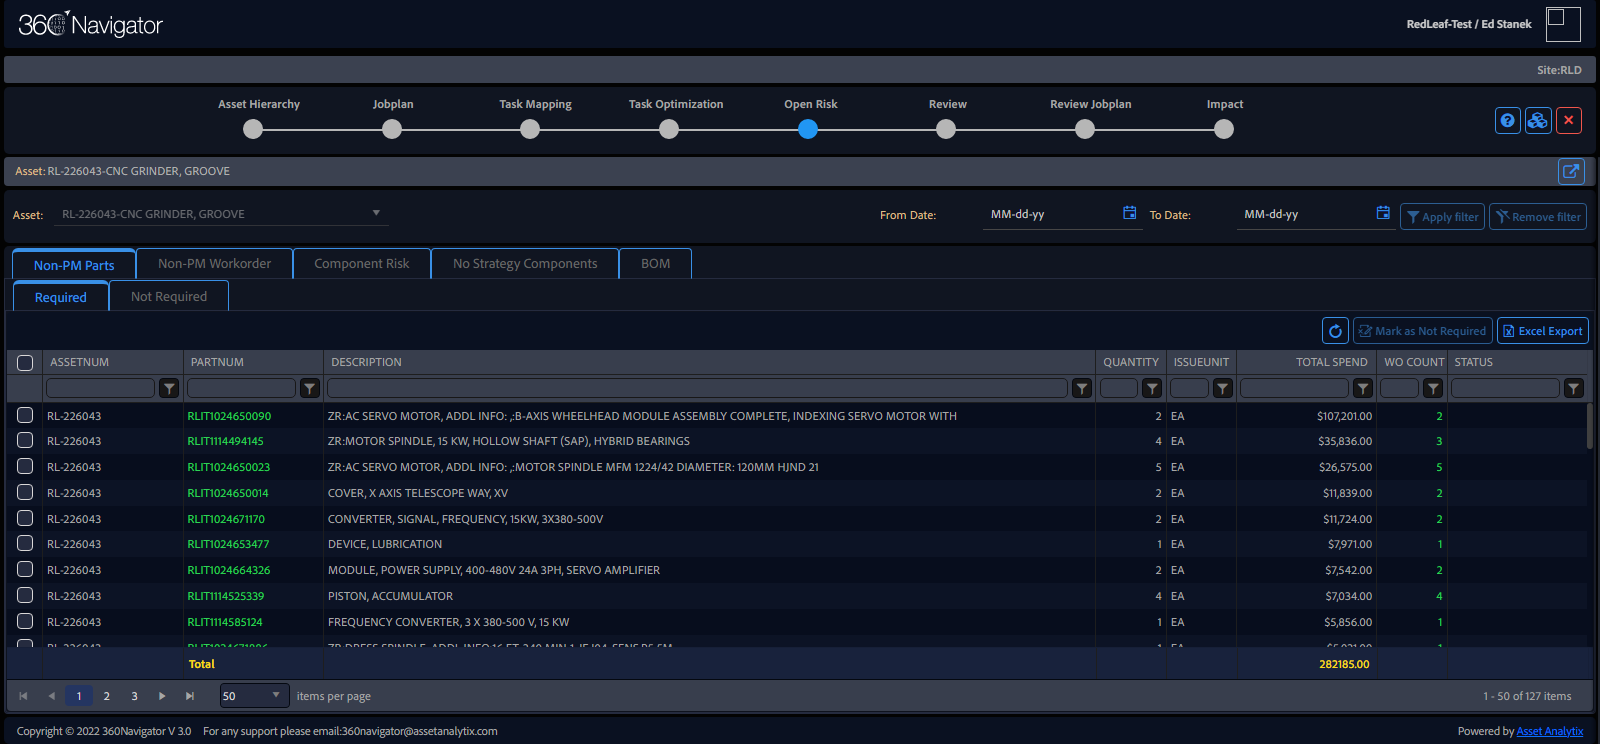 360 Navigator
RedLeaf-Test / Ed Stanek
Site:RLD
Asset Hierarchy Jobplan Task Mapping Task Optimization Open Risk Review Review Jobplan Impact
Asset: RL-226043-CNC GRINDER, GROOVE
Asset: RL-226043-CNC GRINDER, GROOVE From Date: MM-dd-yy To Date: MM-dd-yy Apply filter Remove filter
Non-PM Parts Non-PM Workorder Component Risk No Strategy Components BOM
Required Not Required
Mark as Not Required Excel Export
ASSETNUM PARTNUM DESCRIPTION QUANTITY ISSUEUNIT TOTAL SPEND WO COUNT STATUS
RL-226043 RLIT1024650090 ZR:AC SERVO MOTOR, ADDL INFO: ,:B-AXIS WHEELHEAD MODULE ASSEMBLY COMPLETE, INDEXING SERVO MOTOR WITH 2 EA $107,201.00 2
RL-226043 RLIT1114494145 ZR:MOTOR SPINDLE, 15 KW, HOLLOW SHAFT (SAP), HYBRID BEARINGS 4 EA $35,836.00 3
RL-226043 RLIT1024650023 ZR:AC SERVO MOTOR, ADDL INFO: ,:MOTOR SPINDLE MFM 1224/42 DIAMETER: 120MM HJND 21 5 EA $26,575.00 5
RL-226043 RLIT1024650014 COVER, X AXIS TELESCOPE WAY, XV 2 EA $11,839.00 2
RL-226043 RLIT1024671170 CONVERTER, SIGNAL, FREQUENCY, 15KW, 3X380-500V 2 EA $11,724.00 2
RL-226043 RLIT1024653477 DEVICE, LUBRICATION 1 EA $7,971.00 1
RL-226043 RLIT1024664326 MODULE, POWER SUPPLY, 400-480V 24A 3PH, SERVO AMPLIFIER 2 EA $7,542.00 2
RL-226043 RLIT1114525339 PISTON, ACCUMULATOR 4 EA $7,034.00 4
RL-226043 RLIT1114585124 FREQUENCY CONVERTER, 3 X 380-500 V, 15 KW 1 EA $5,856.00 1
Total 282185.00
1 2 3 50 items per page 1 - 50 of 127 items
Copyright © 2022 360Navigator V 3.0 For any support please email:360navigator@assetanalytix.com Powered by Asset Analytix